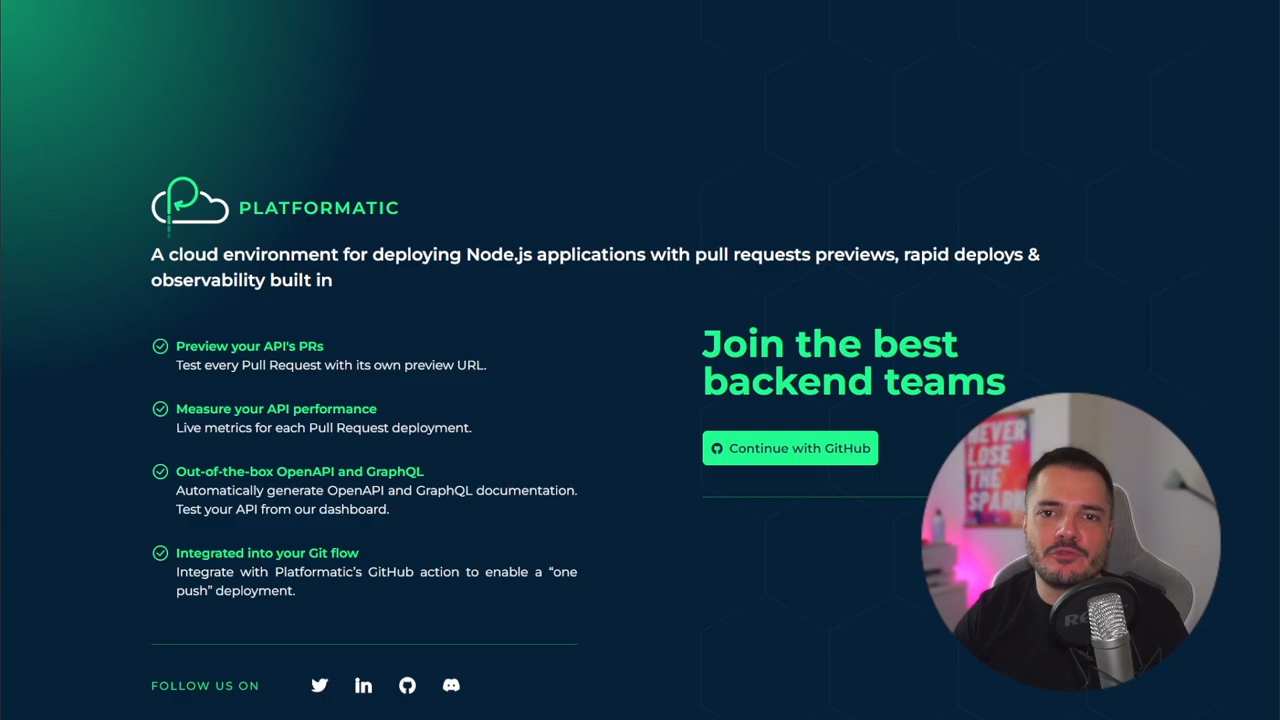 PLATFORMATIC
A cloud environment for deploying Node.js applications with pull requests previews, rapid deploys &
observability built in
Preview your API's PRs
Test every Pull Request with its own preview URL.
Measure your API performance
Live metrics for each Pull Request deployment.
Out-of-the-box OpenAPI and GraphQL
Automatically generate OpenAPI and GraphQL documentation.
Test your API from our dashboard.
Integrated into your Git flow
Integrate with Platformatic’s GitHub action to enable a “one
push” deployment.
FOLLOW US ON
Join the best
backend teams
Continue with GitHub
NEVER
LOSE
THE
SPARK